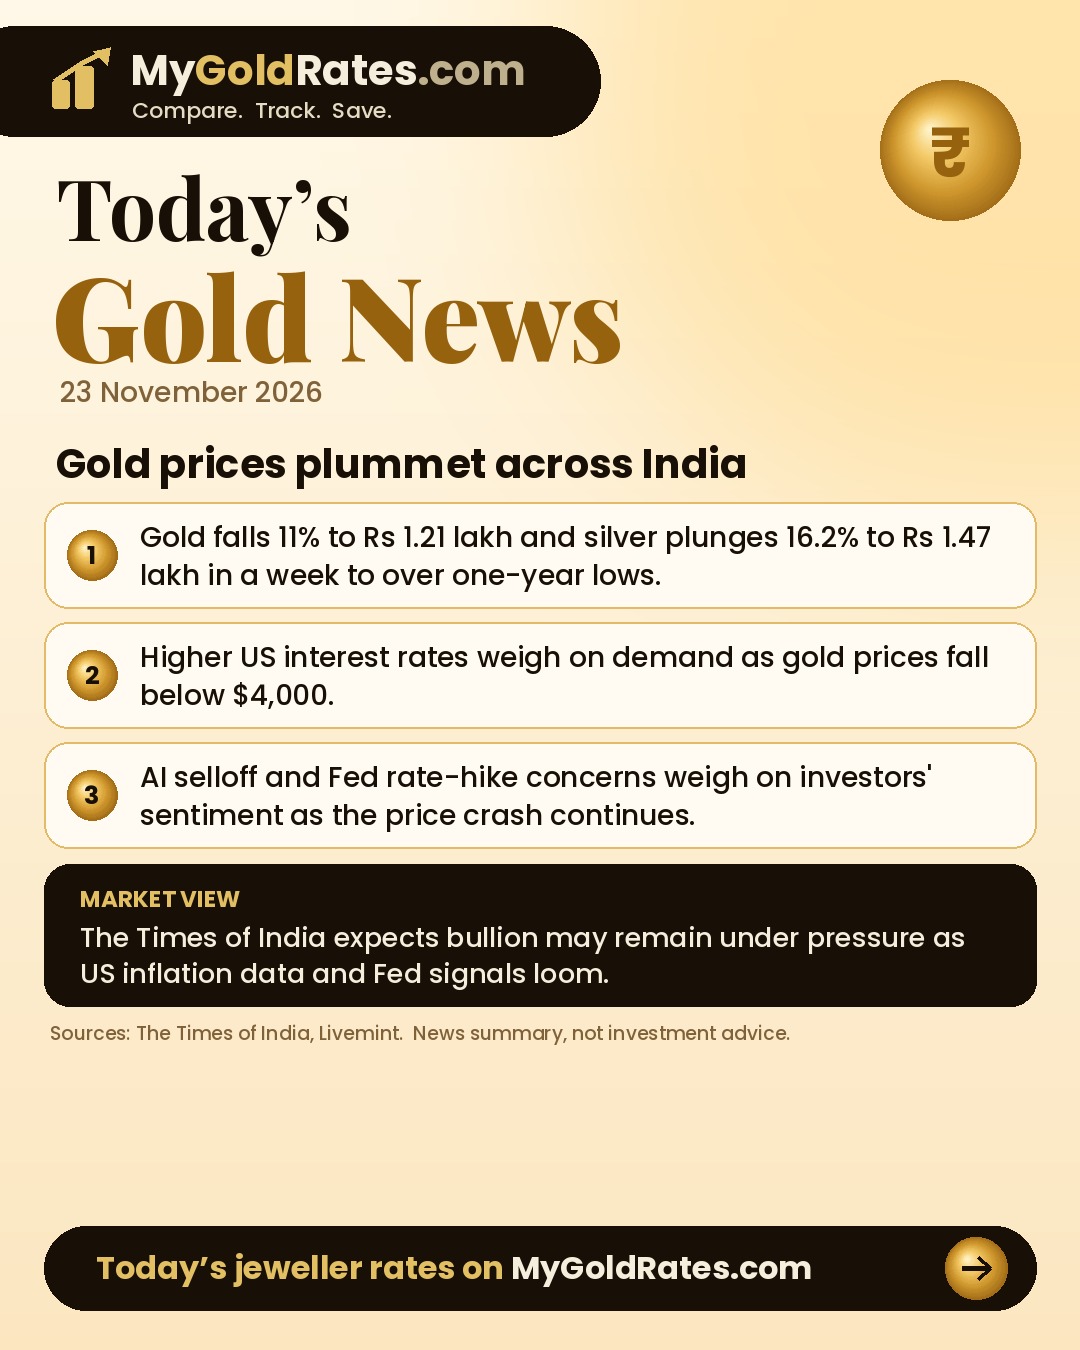 MyGoldRates.com
Compare. Track. Save.
₹
Today’s
Gold News
23 November 2026
Gold prices plummet across India
1
Gold falls 11% to Rs 1.21 lakh and silver plunges 16.2% to Rs 1.47
lakh in a week to over one-year lows.
2
Higher US interest rates weigh on demand as gold prices fall
below $4,000.
3
AI selloff and Fed rate-hike concerns weigh on investors'
sentiment as the price crash continues.
MARKET VIEW
The Times of India expects bullion may remain under pressure as
US inflation data and Fed signals loom.
Sources: The Times of India, Livemint. News summary, not investment advice.
Today’s jeweller rates on MyGoldRates.com